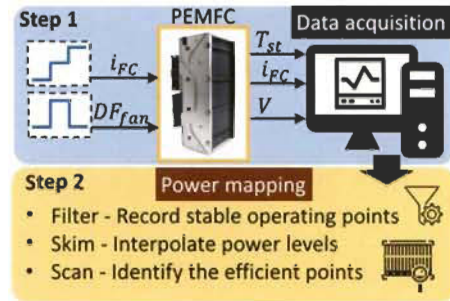 Step 1
PEMFC
Data acquisition
i_FC
DF_fan
T_st
i_FC
V
Step 2
Power mapping
• Filter - Record stable operating points
• Skim - Interpolate power levels
• Scan - Identify the efficient points